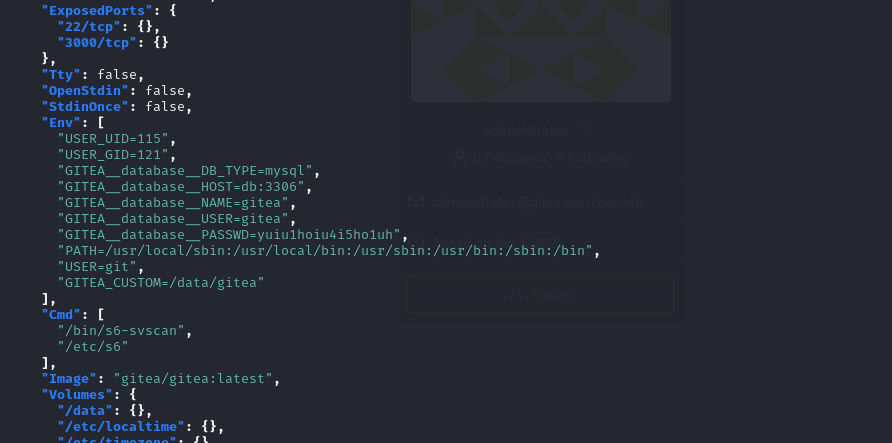 "ExposedPorts": {
"22/tcp": {},
"3000/tcp": {}
},
"Tty": false,
"OpenStdin": false,
"StdinOnce": false,
"Env": [
"USER_UID=115",
"USER_GID=121",
"GITEA__database__DB_TYPE=mysql",
"GITEA__database__HOST=db:3306",
"GITEA__database__NAME=gitea",
"GITEA__database__USER=gitea",
"GITEA__database__PASSWD=yuiu1hoiu4i5ho1uh",
"PATH=/usr/local/sbin:/usr/local/bin:/usr/sbin:/usr/bin:/sbin:/bin",
"USER=git",
"GITEA_CUSTOM=/data/gitea"
],
"Cmd": [
"/bin/s6-svscan",
"/etc/s6"
],
"Image": "gitea/gitea:latest",
"Volumes": {
"/data": {},
"/etc/localtime": {},
"/etc/timezone": {}
administrator
0 Followers · 0 Following
administrator@gitea.searcher.htb
Follow